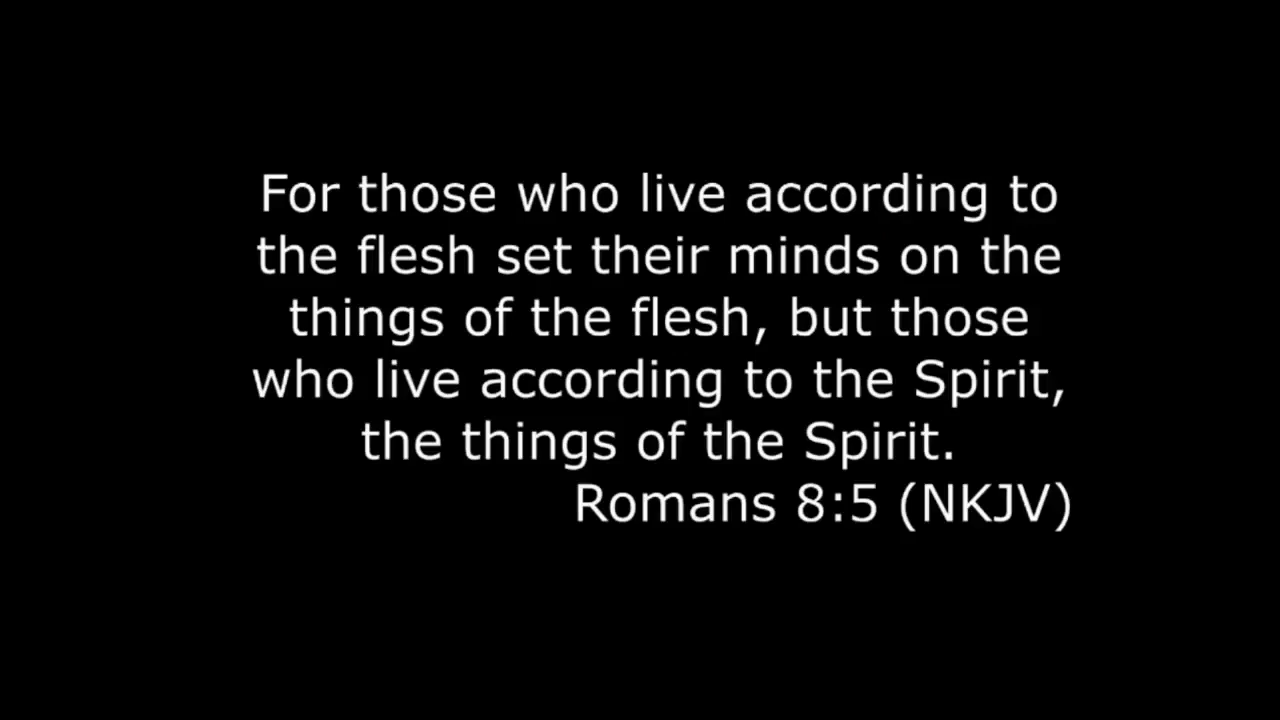 For those who live according to
the flesh set their minds on the
things of the flesh, but those
who live according to the Spirit,
the things of the Spirit.
Romans 8:5 (NKJV)